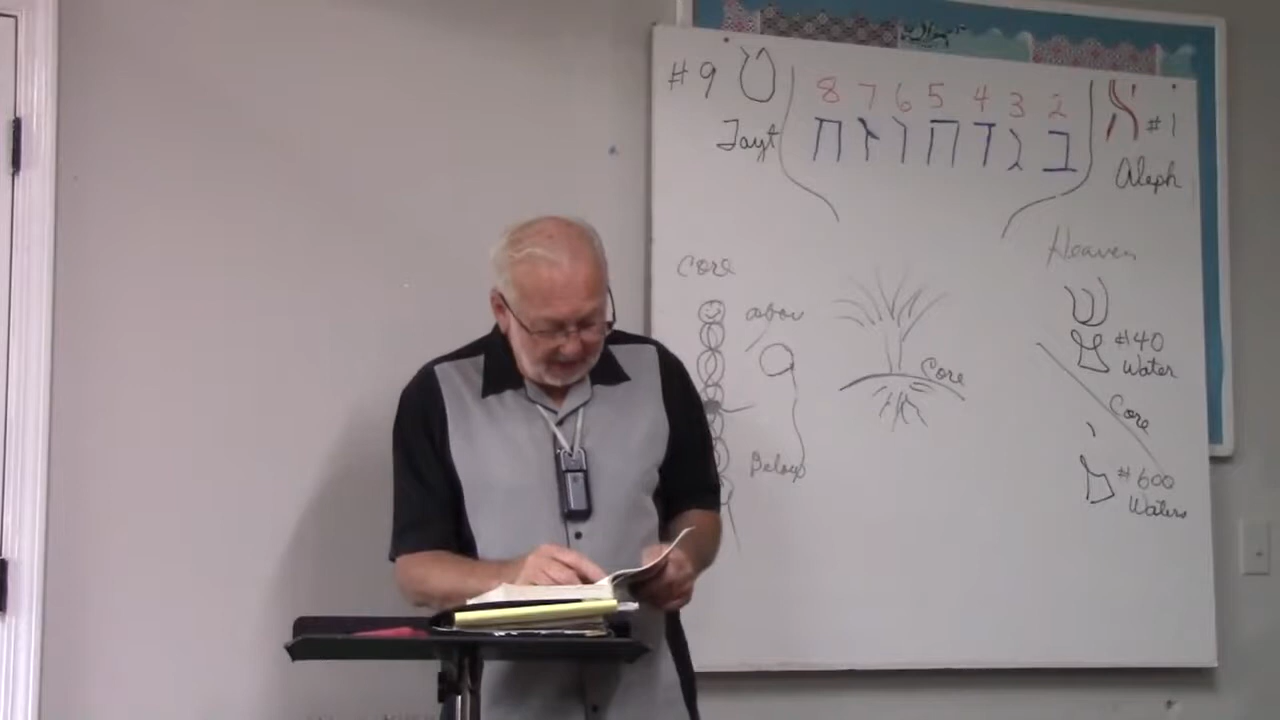 #9 ט
8 7 6 5 4 3 2
א #1
ח ז ו ה ד ג ב
Tayt
Aleph
Heaven
Core
above
#40
Water
Core
Core
Below
#600
Waters